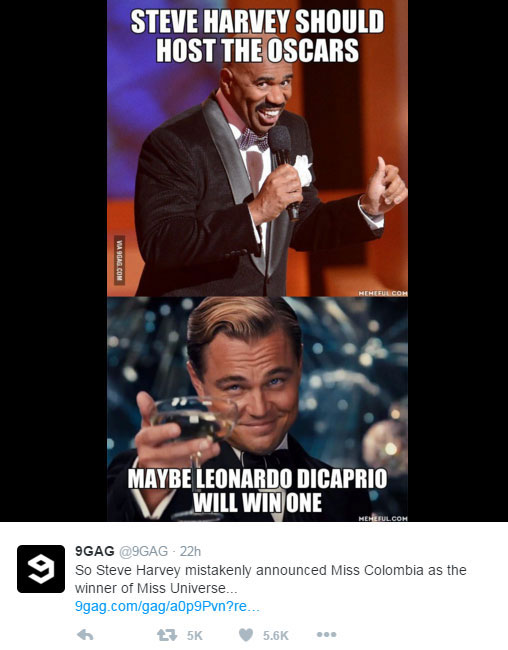 STEVE HARVEY SHOULD
HOST THE OSCARS
VIA 9GAG.COM
MEMEFUL.COM
MAYBE LEONARDO DICAPRIO
WILL WIN ONE
MEMEFUL.COM
9GAG @9GAG · 22h
So Steve Harvey mistakenly announced Miss Colombia as the
winner of Miss Universe...
9gag.com/gag/a0p9Pvn?re...
5K 5.6K